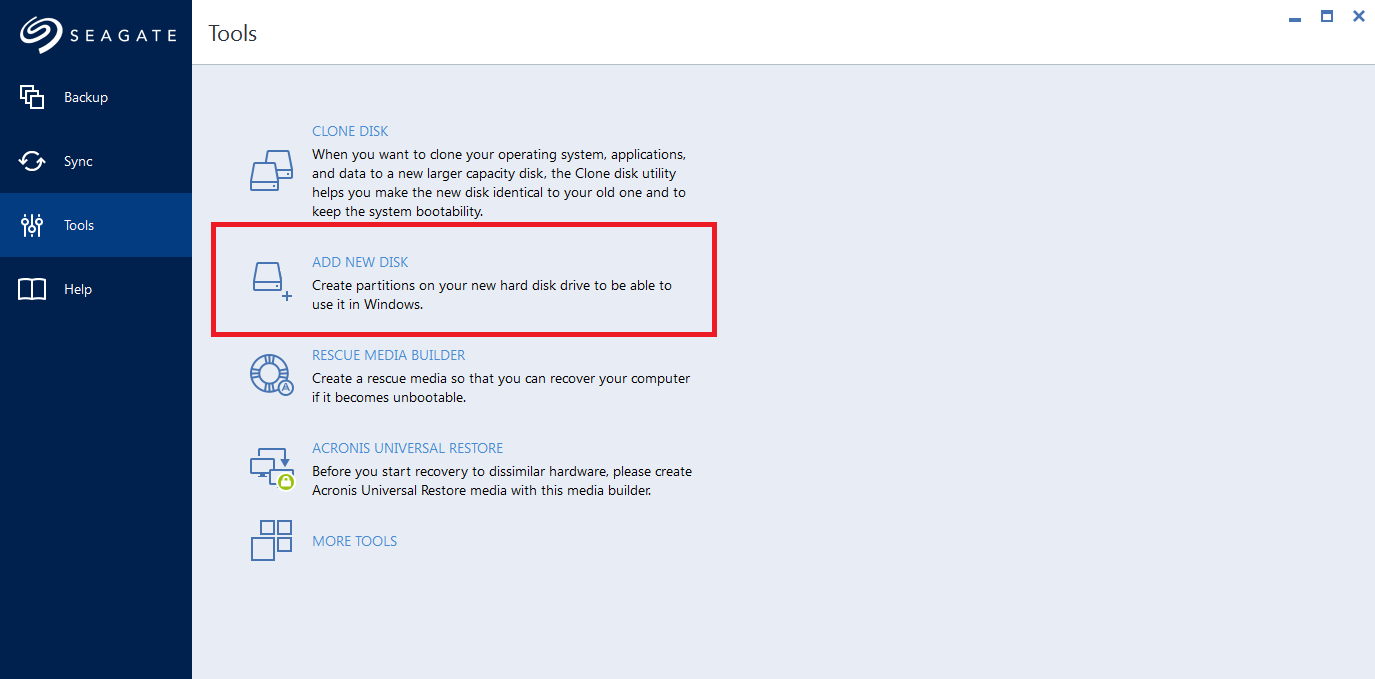 SEAGATE
Tools
Backup
Sync
Tools
Help
CLONE DISK
When you want to clone your operating system, applications,
and data to a new larger capacity disk, the Clone disk utility
helps you make the new disk identical to your old one and to
keep the system bootability.
ADD NEW DISK
Create partitions on your new hard disk drive to be able to
use it in Windows.
RESCUE MEDIA BUILDER
Create a rescue media so that you can recover your computer
if it becomes unbootable.
ACRONIS UNIVERSAL RESTORE
Before you start recovery to dissimilar hardware, please create
Acronis Universal Restore media with this media builder.
MORE TOOLS